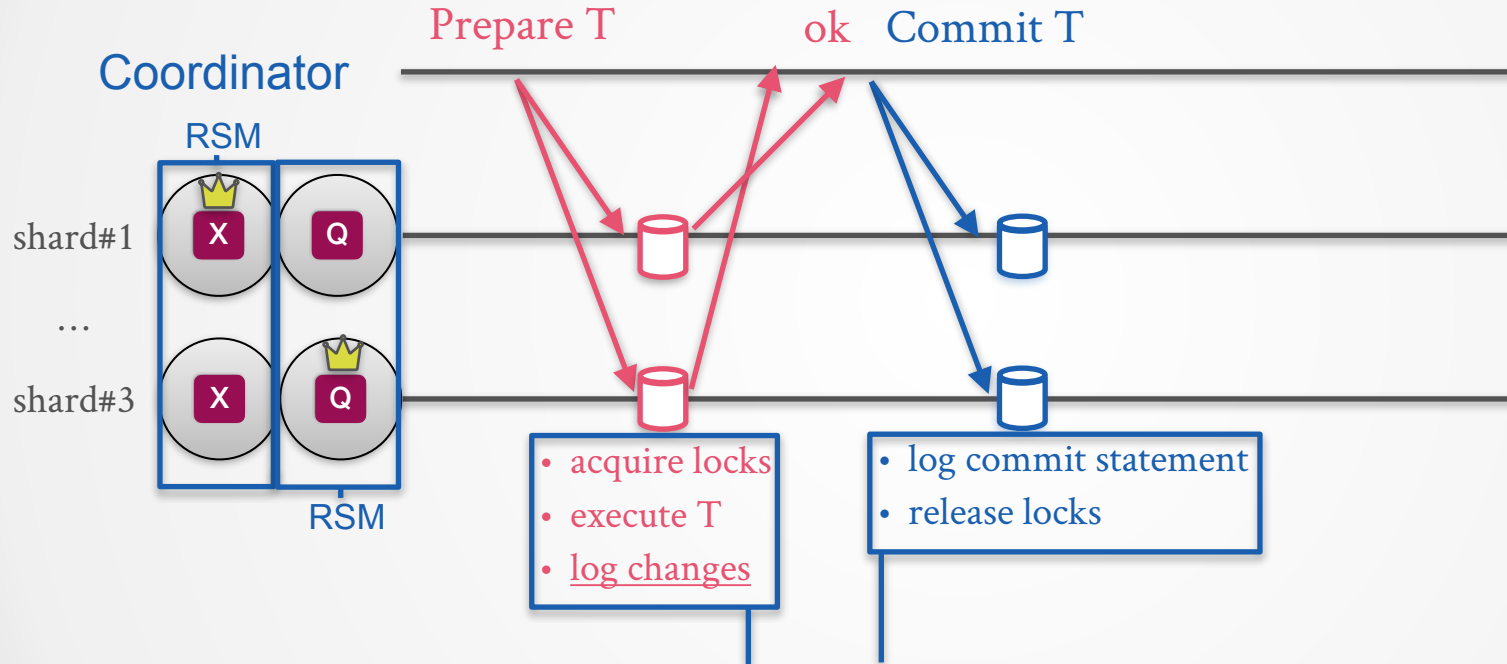 Prepare T
ok
Commit T
Coordinator
RSM
X
Q
shard#1
...
X
Q
shard#3
RSM
• acquire locks
• execute T
• log changes
• log commit statement
• release locks